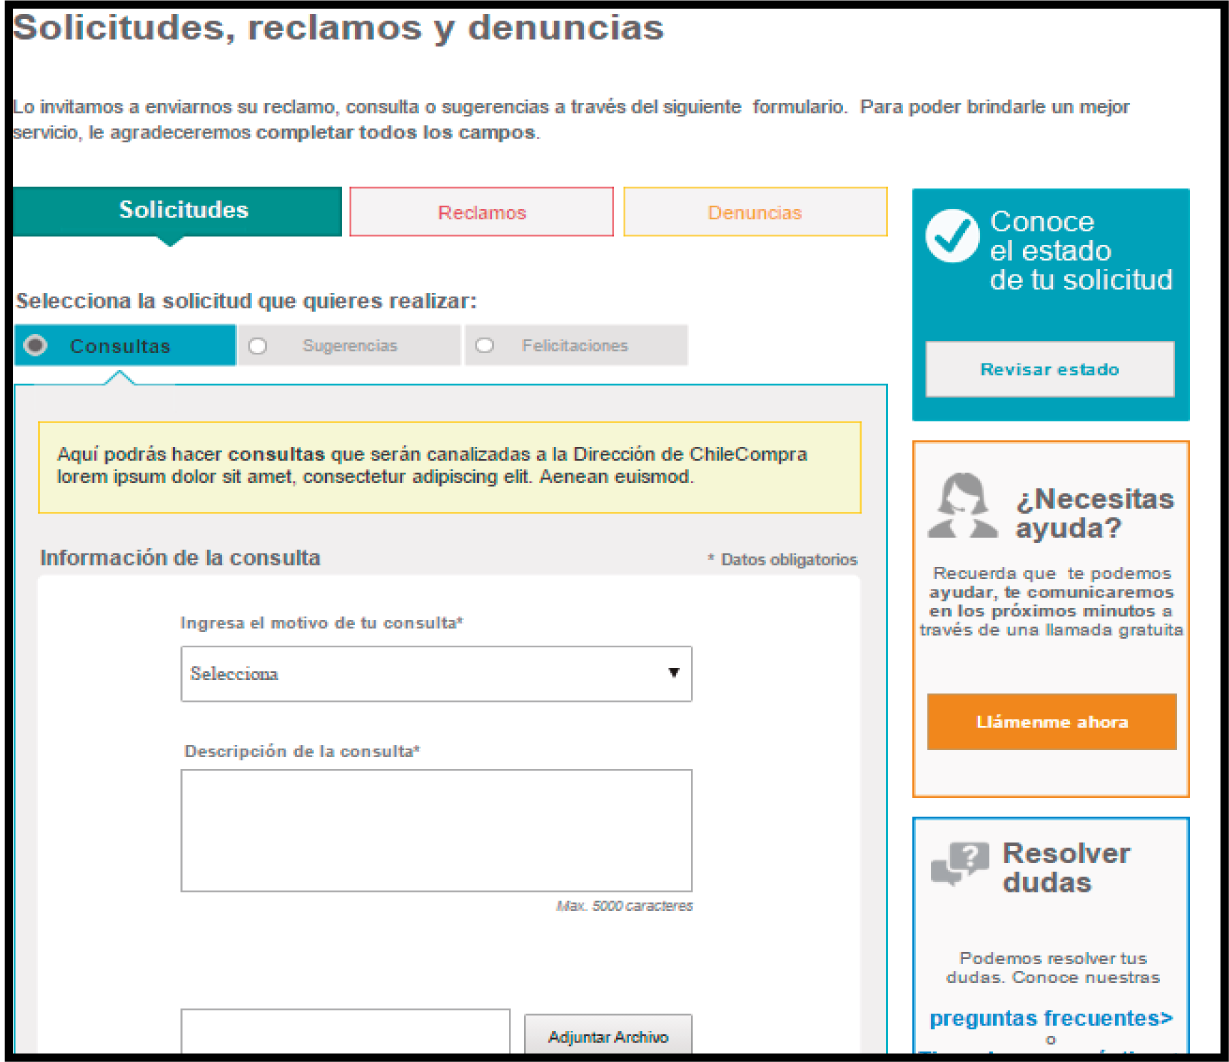 Solicitudes, reclamos y denuncias
Lo invitamos a enviarnos su reclamo, consulta o sugerencias a través del siguiente formulario. Para poder brindarle un mejor
servicio, le agradeceremos completar todos los campos.
Solicitudes
Reclamos
Denuncias
Selecciona la solicitud que quieres realizar:
Consultas
Sugerencias
Felicitaciones
Aquí podrás hacer consultas que serán canalizadas a la Dirección de ChileCompra
lorem ipsum dolor sit amet, consectetur adipiscing elit. Aenean euismod.
Información de la consulta
* Datos obligatorios
Ingresa el motivo de tu consulta*
Selecciona
Descripción de la consulta*
Max. 5000 caracteres
Adjuntar Archivo
Conoce
el estado
de tu solicitud
Revisar estado
¿Necesitas
ayuda?
Recuerda que te podemos
ayudar, te comunicaremos
en los próximos minutos a
través de una llamada gratuita
Llámenme ahora
Resolver
dudas
Podemos resolver tus
dudas. Conoce nuestras
preguntas frecuentes>
o